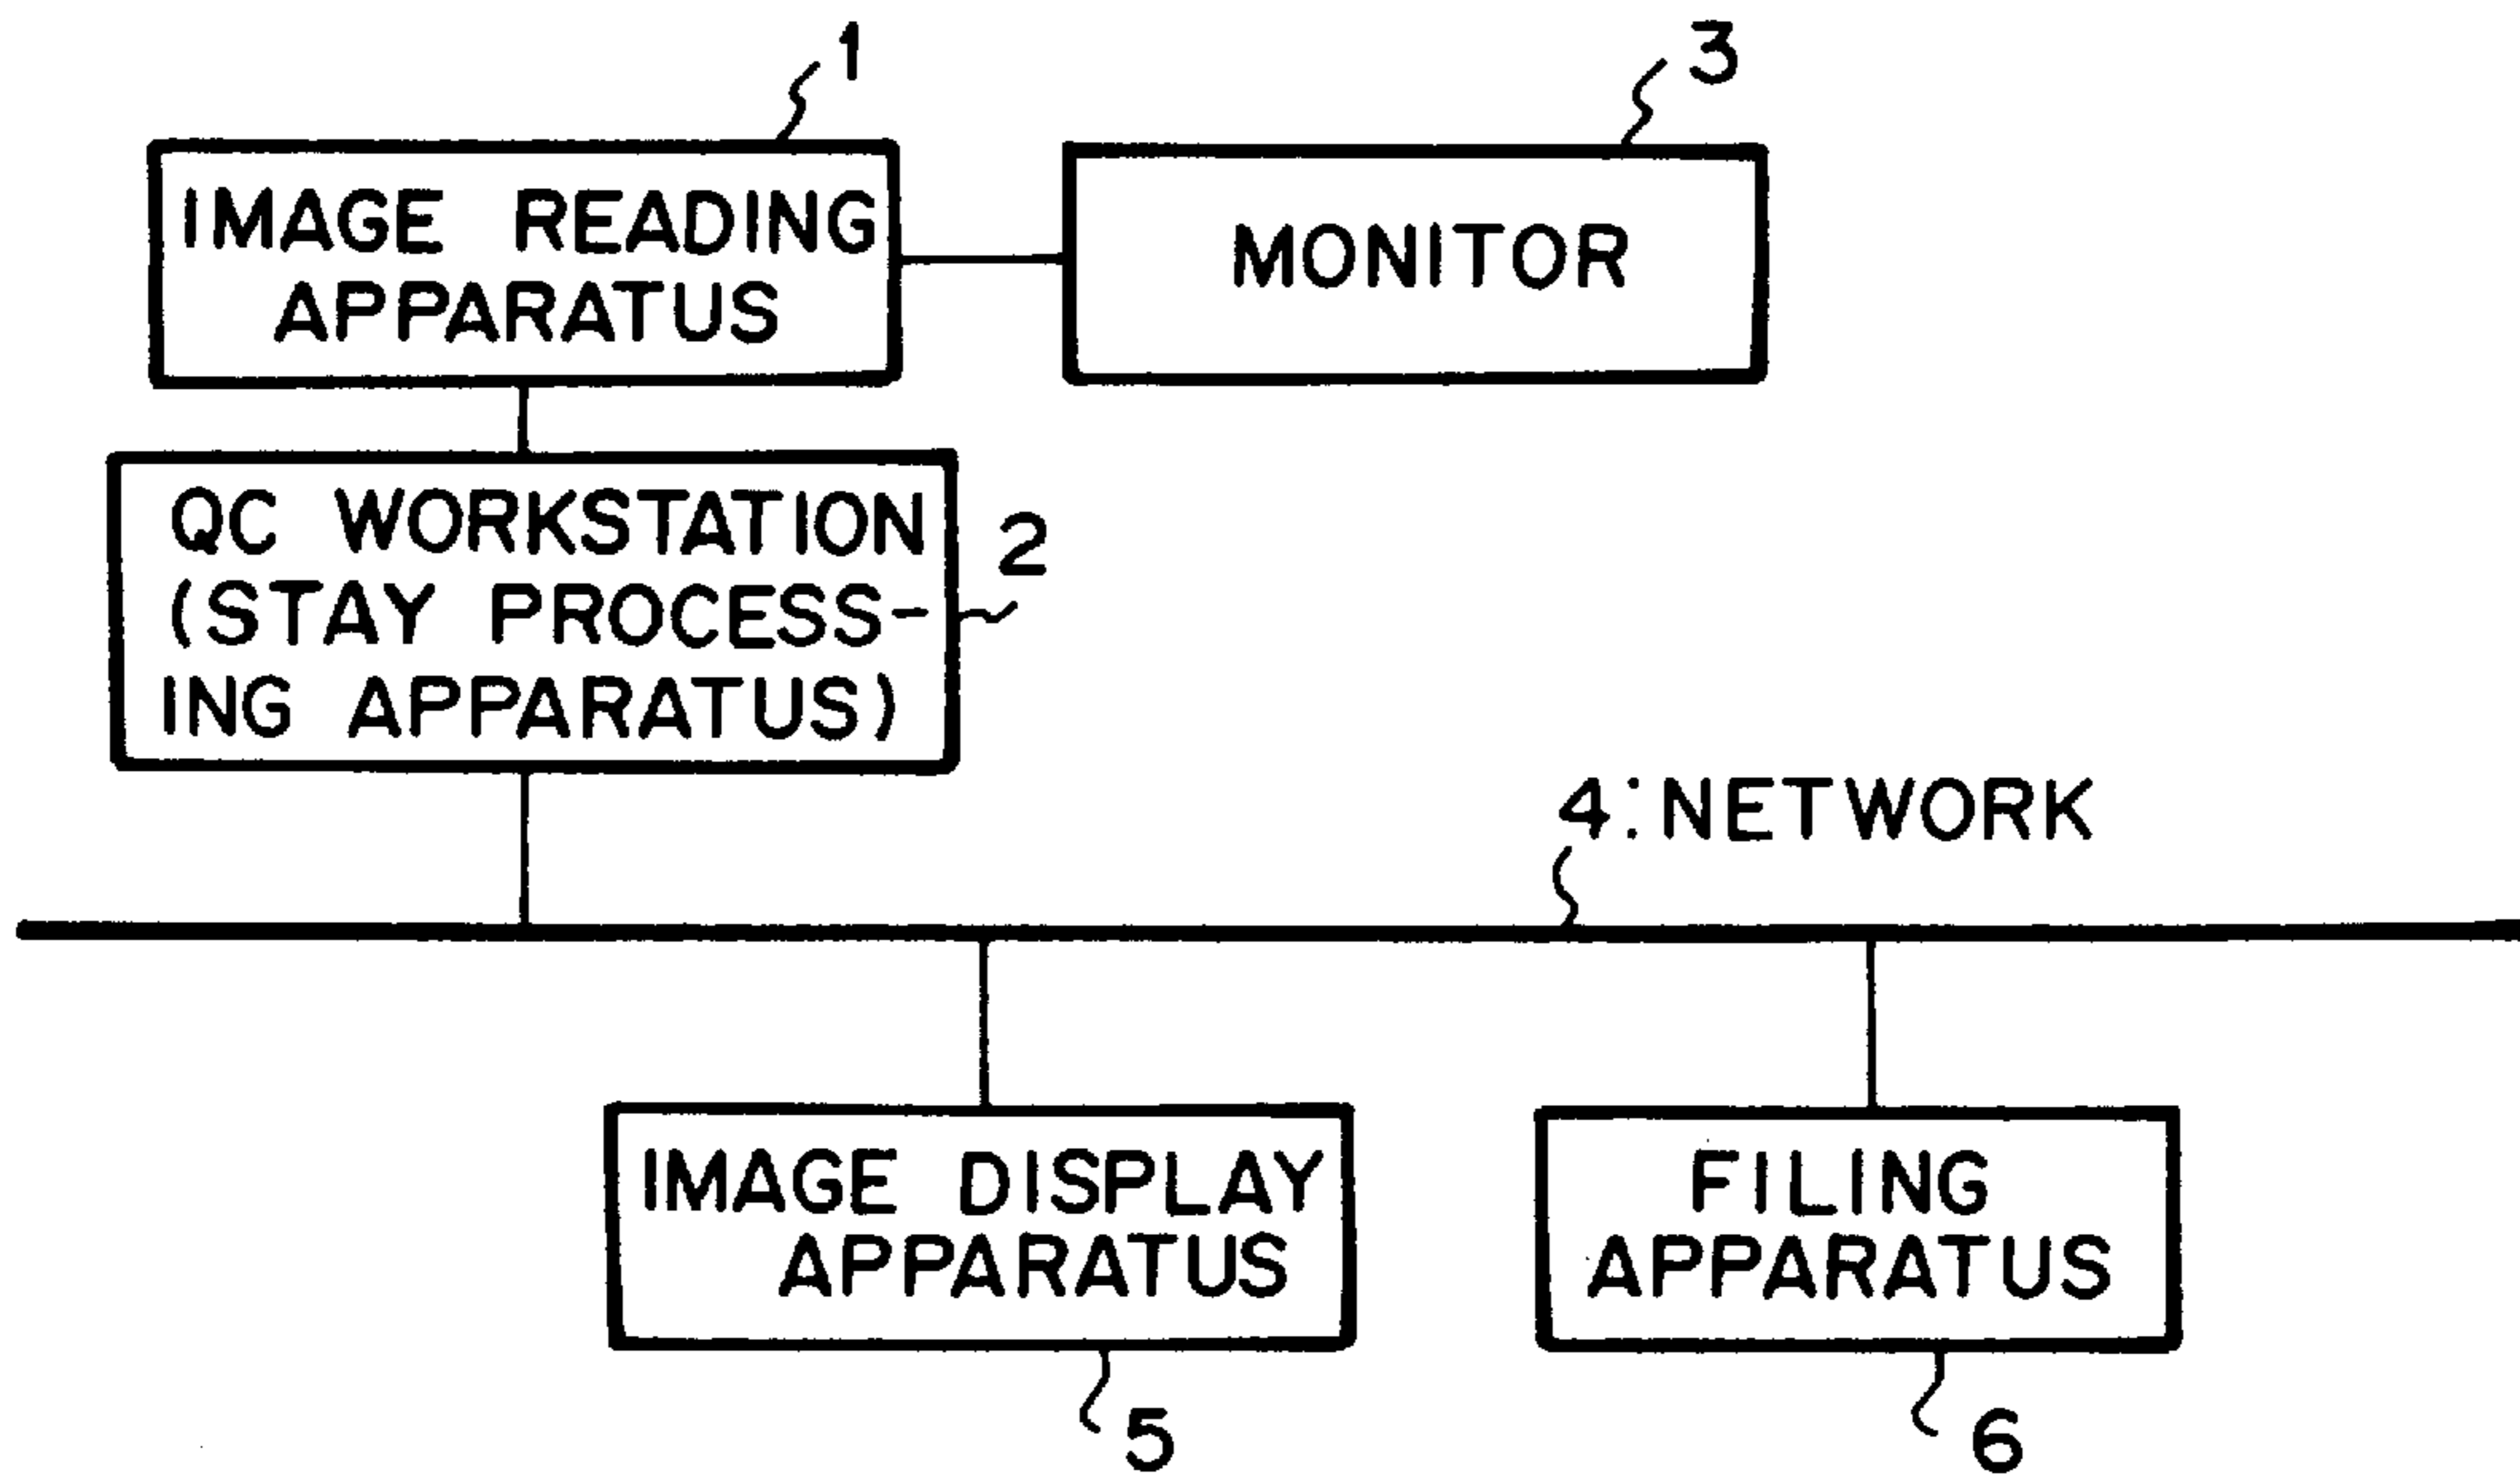 1
3
IMAGE READING
APPARATUS
MONITOR
QC WORKSTATION
(STAY PROCESS-
ING APPARATUS)
2
4:NETWORK
IMAGE DISPLAY
APPARATUS
FILING
APPARATUS
5
6